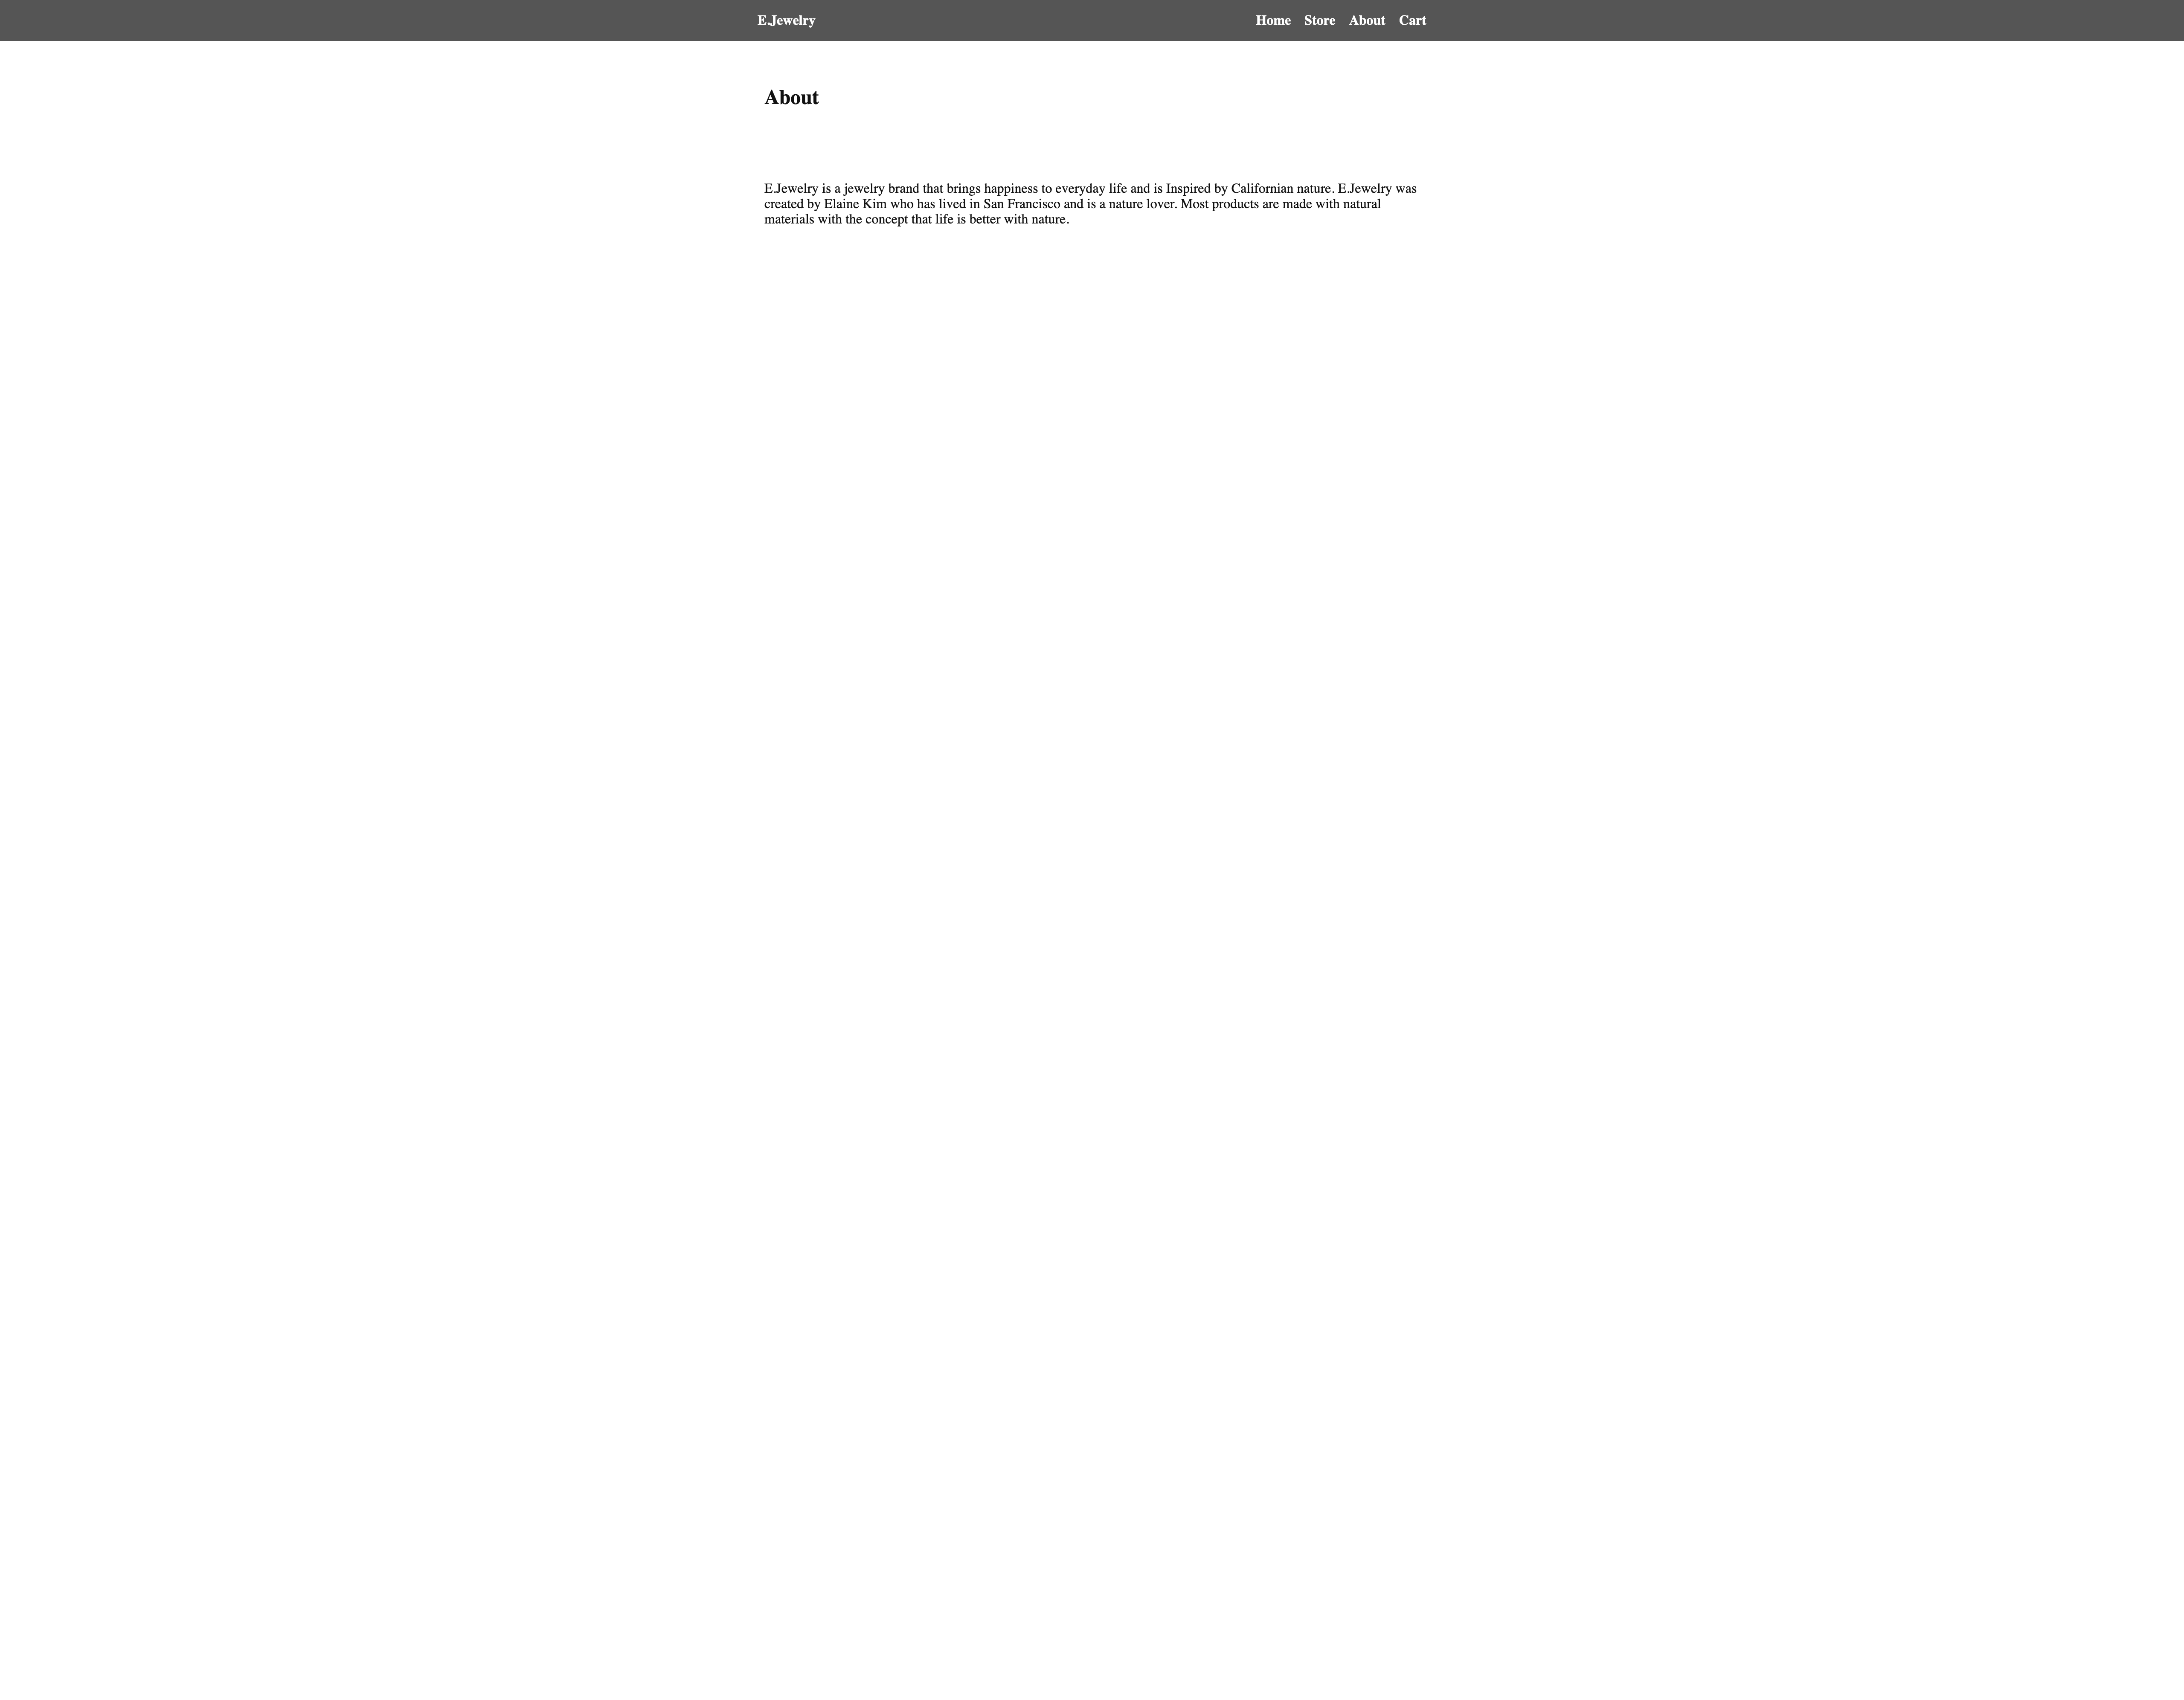 E.Jewelry
Home Store About Cart
About
E.Jewelry is a jewelry brand that brings happiness to everyday life and is Inspired by Californian nature. E.Jewelry was
created by Elaine Kim who has lived in San Francisco and is a nature lover. Most products are made with natural
materials with the concept that life is better with nature.